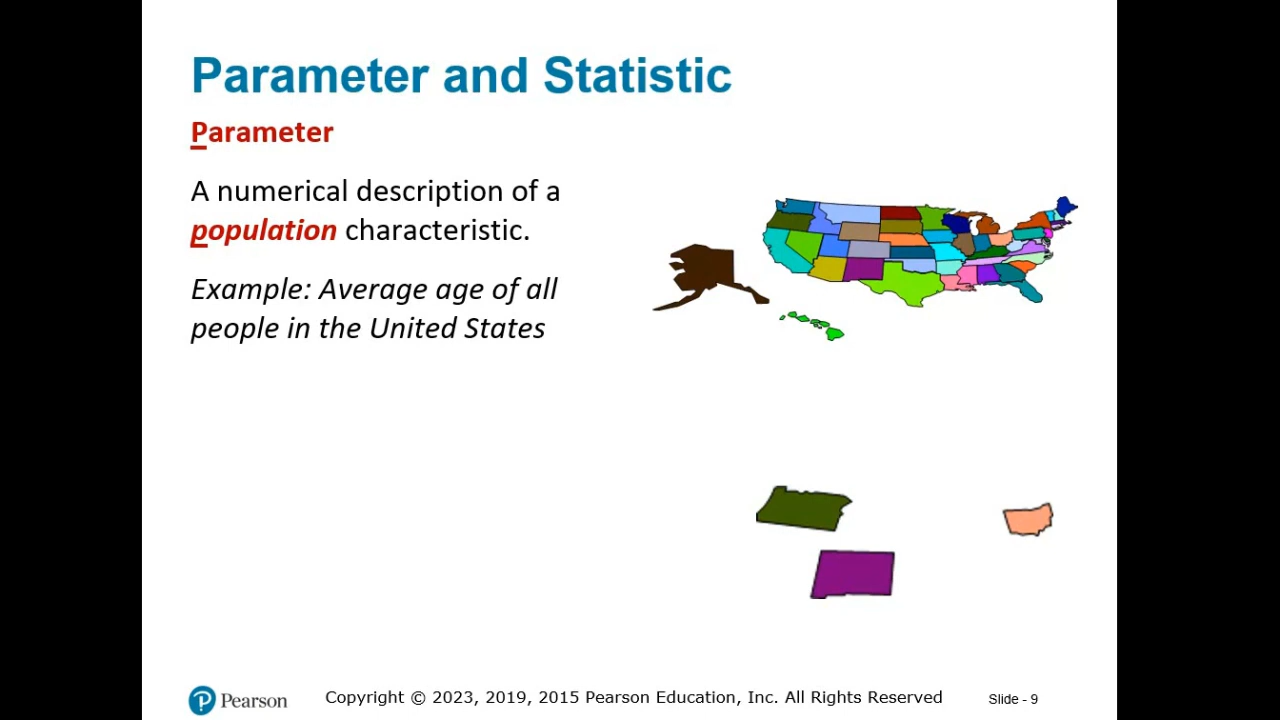 Parameter and Statistic
Parameter
A numerical description of a
population characteristic.
Example: Average age of all
people in the United States
Pearson
Copyright © 2023, 2019, 2015 Pearson Education, Inc. All Rights Reserved
Slide - 9